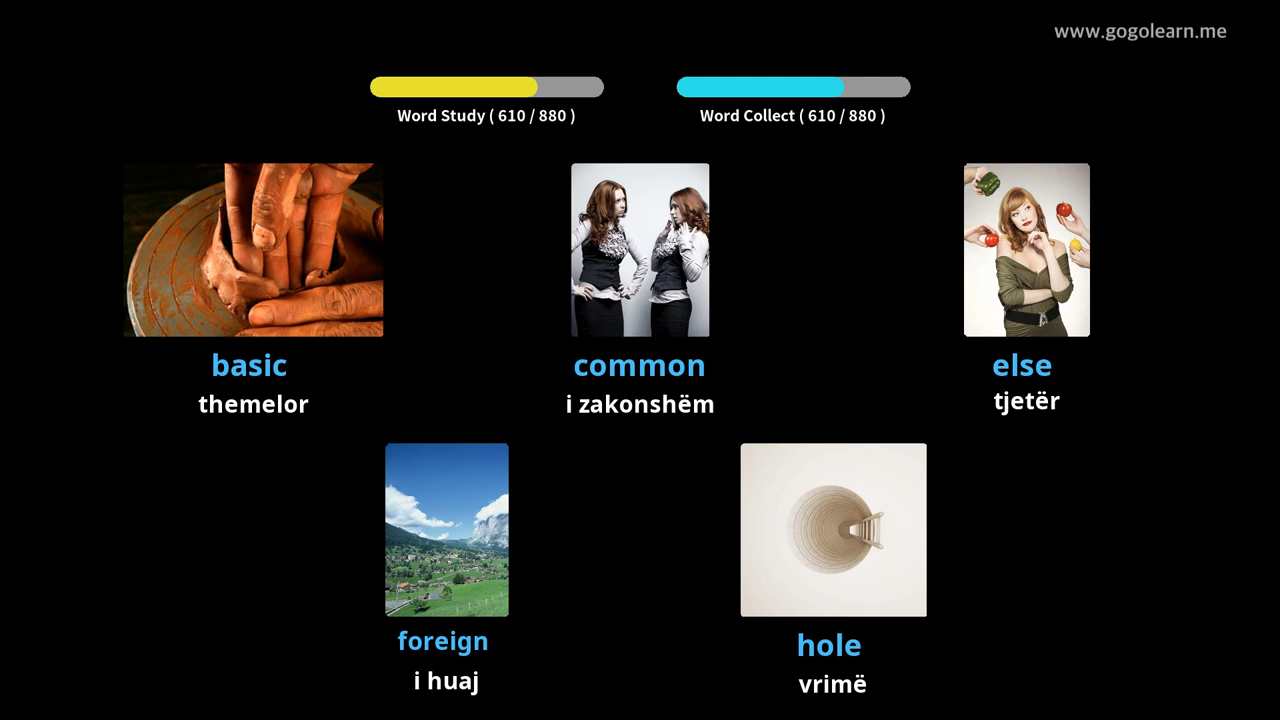 www.gogolearn.me
Word Study ( 610 / 880 )
Word Collect ( 610 / 880 )
basic
themelor
common
i zakonshëm
else
tjetër
foreign
i huaj
hole
vrimë